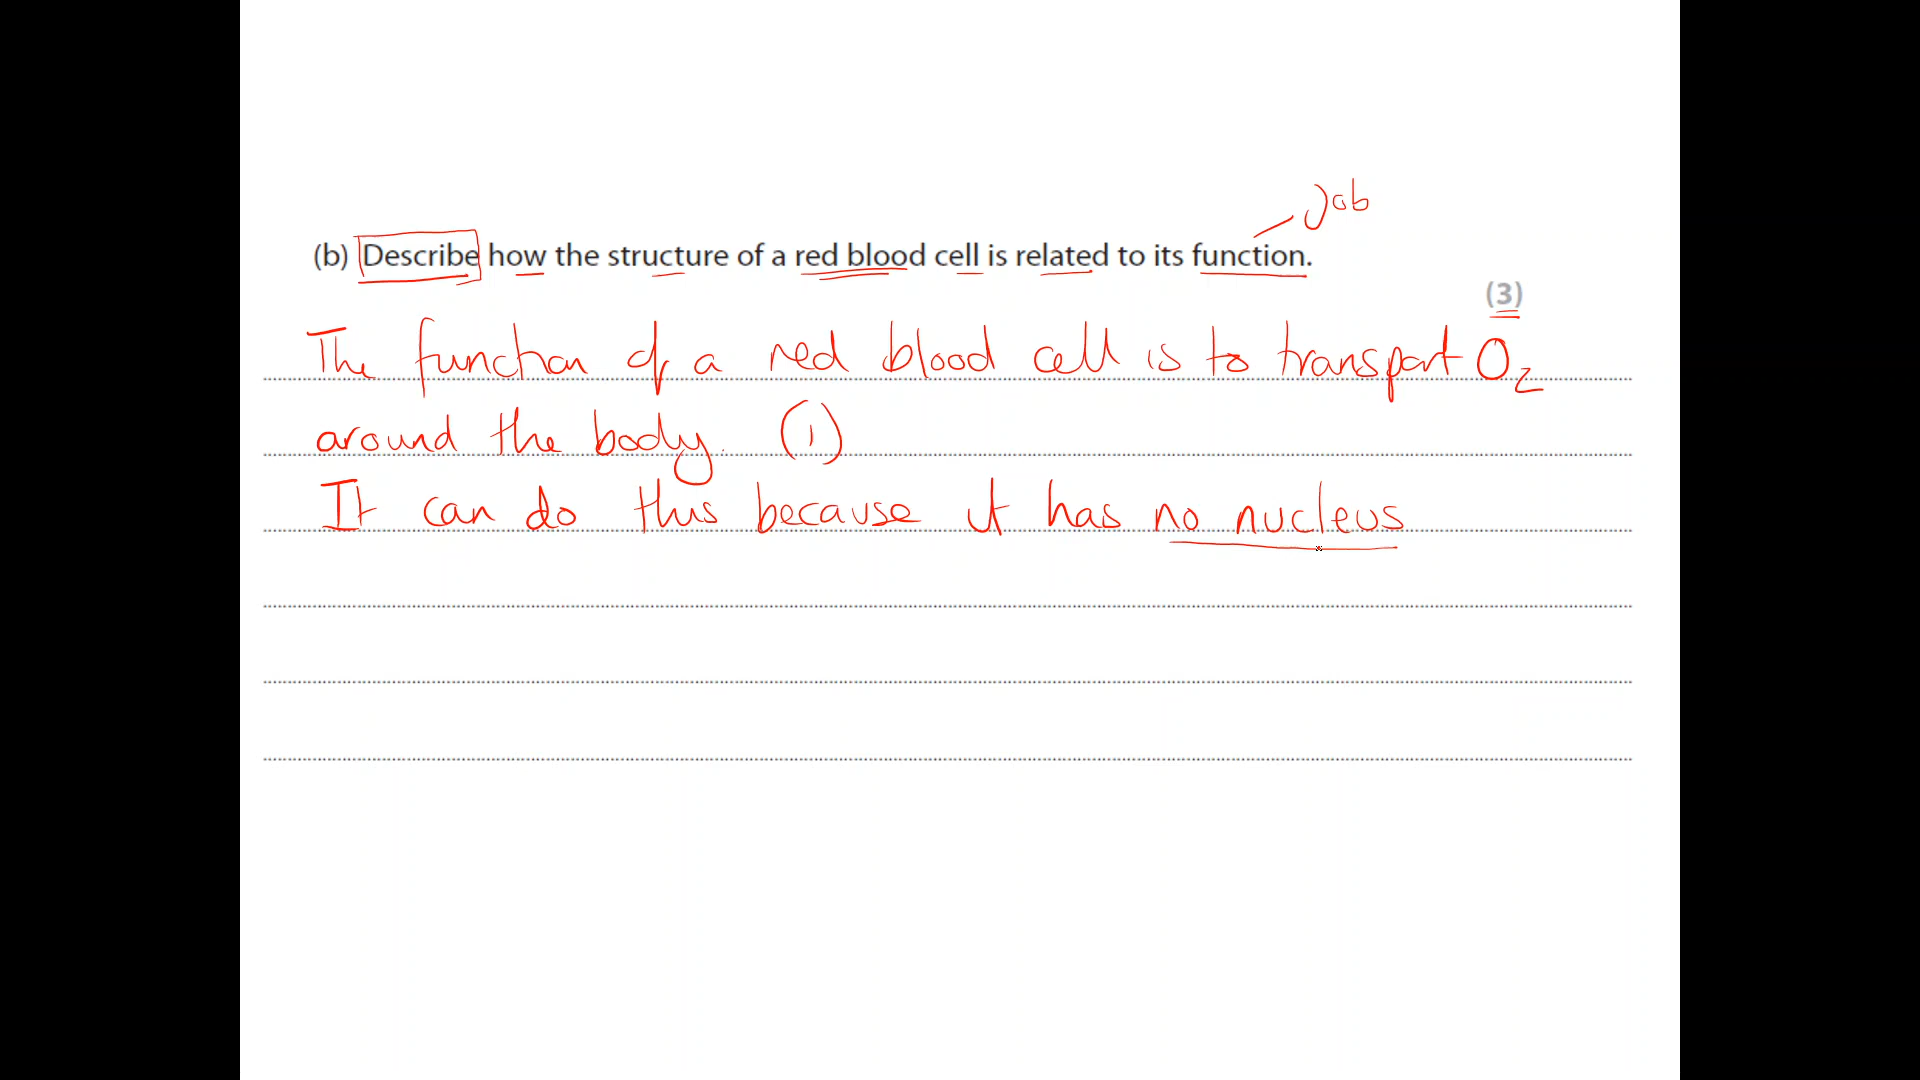 Job
(b) Describe how the structure of a red blood cell is related to its function.
(3)
The function of a red blood cell is to transport O₂
around the body. (1)
It can do this because it has no nucleus